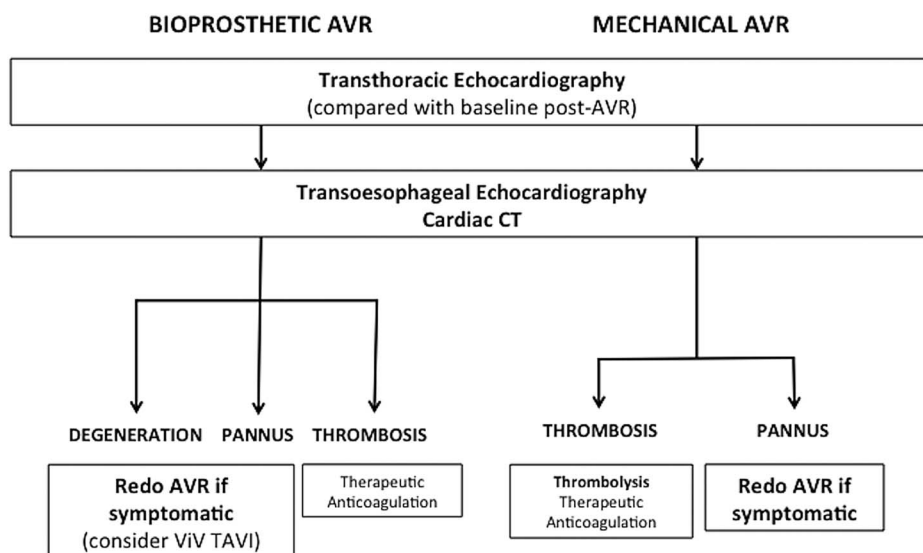 BIOPROSTHETIC AVR
MECHANICAL AVR
Transthoracic Echocardiography
(compared with baseline post-AVR)
Transoesophageal Echocardiography
Cardiac CT
DEGENERATION
PANNUS
THROMBOSIS
THROMBOSIS
PANNUS
Redo AVR if
symptomatic
(consider ViV TAVI)
Therapeutic
Anticoagulation
Thrombolysis
Therapeutic
Anticoagulation
Redo AVR if
symptomatic